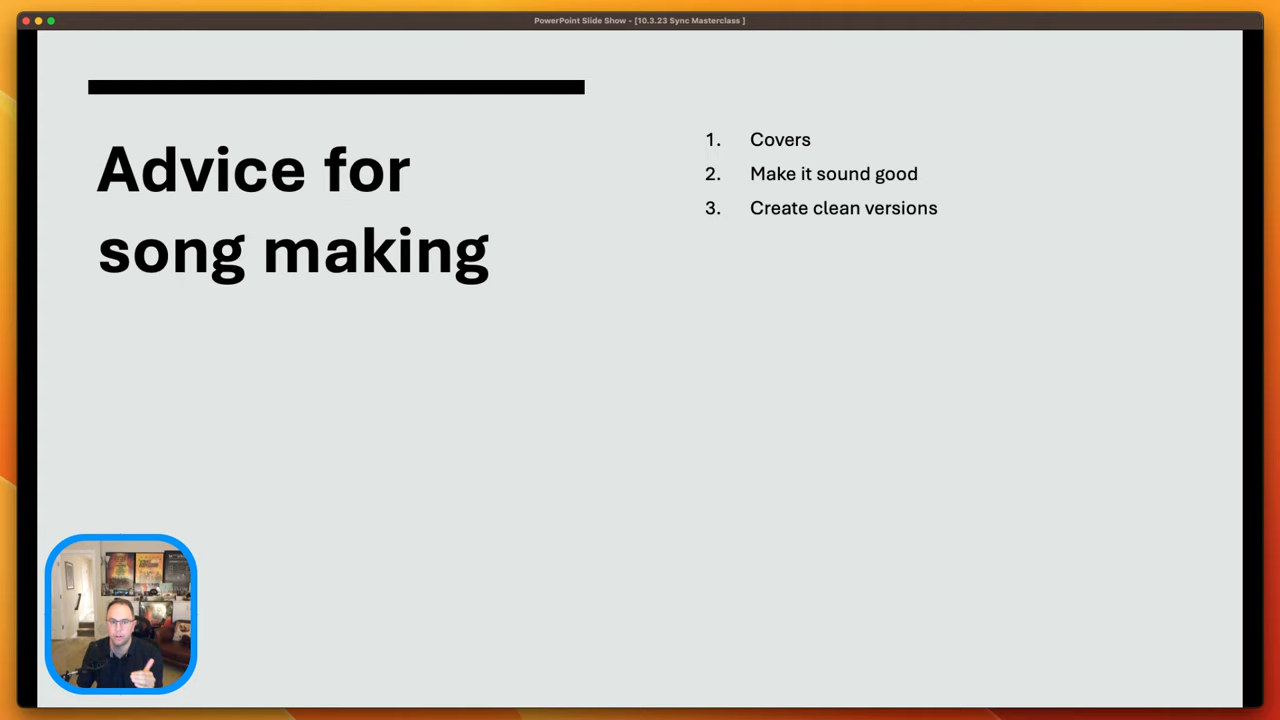 PowerPoint Slide Show - [10.3.23 Sync Masterclass ]
Advice for
song making
1. Covers
2. Make it sound good
3. Create clean versions